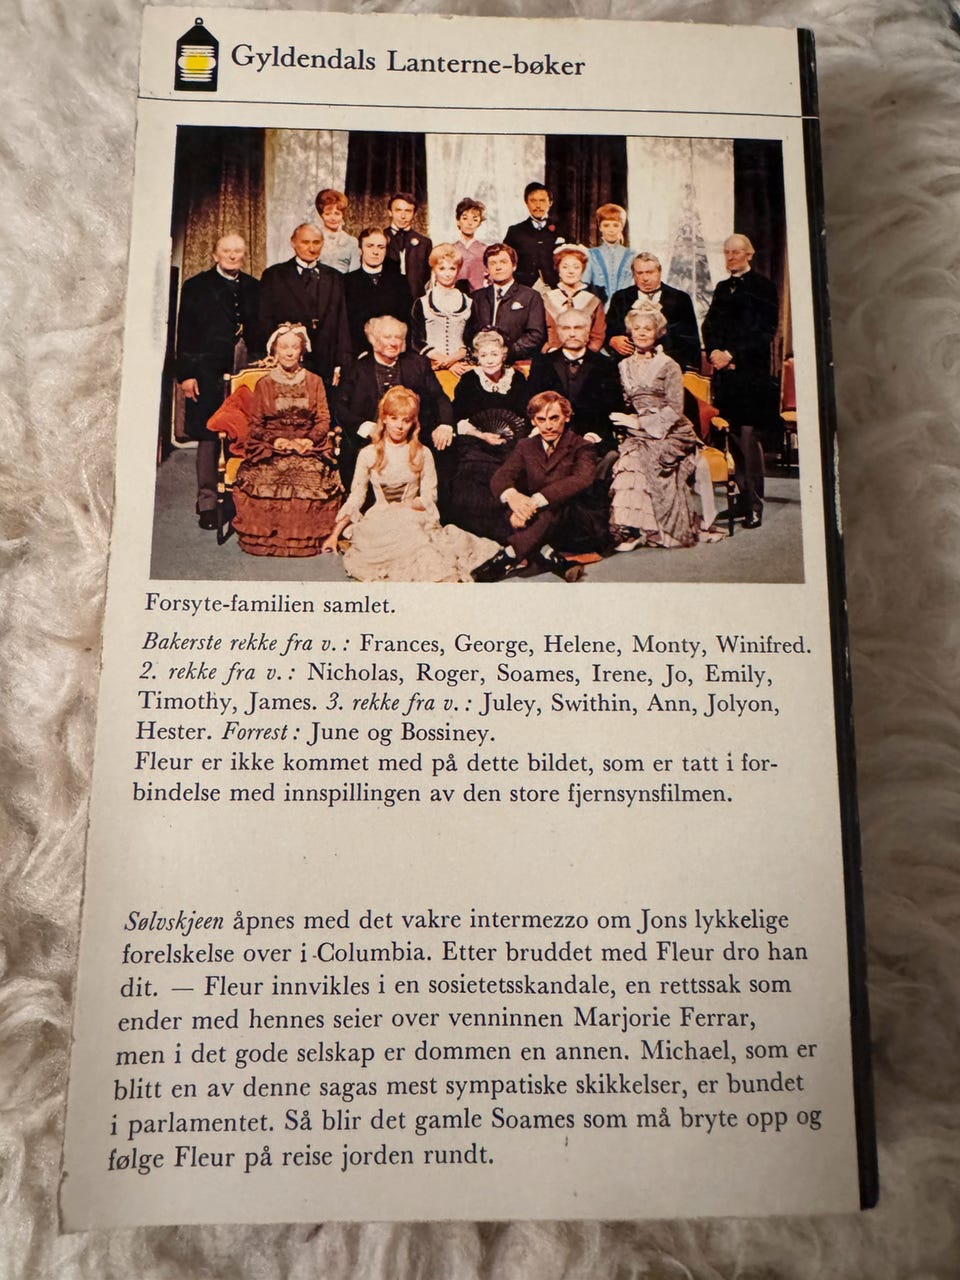 Gyldendals Lanterne-bøker
Forsyte-familien samlet.
Bakerste rekke fra v. : Frances, George, Helene, Monty, Winifred.
2. rekke fra v. : Nicholas, Roger, Soames, Irene, Jo, Emily,
Timothy, James. 3. rekke fra v. : Juley, Swithin, Ann, Jolyon,
Hester. Forrest : June og Bossiney.
Fleur er ikke kommet med på dette bildet, som er tatt i for-
bindelse med innspillingen av den store fjernsynsfilmen.
Sølvskjeen åpnes med det vakre intermezzo om Jons lykkelige
forelskelse over i Columbia. Etter bruddet med Fleur dro han
dit. — Fleur innvikles i en sosietetsskandale, en rettssak som
ender med hennes seier over venninnen Marjorie Ferrar,
men i det gode selskap er dommen en annen. Michael, som er
blitt en av denne sagas mest sympatiske skikkelser, er bundet
i parlamentet. Så blir det gamle Soames som må bryte opp og
følge Fleur på reise jorden rundt.